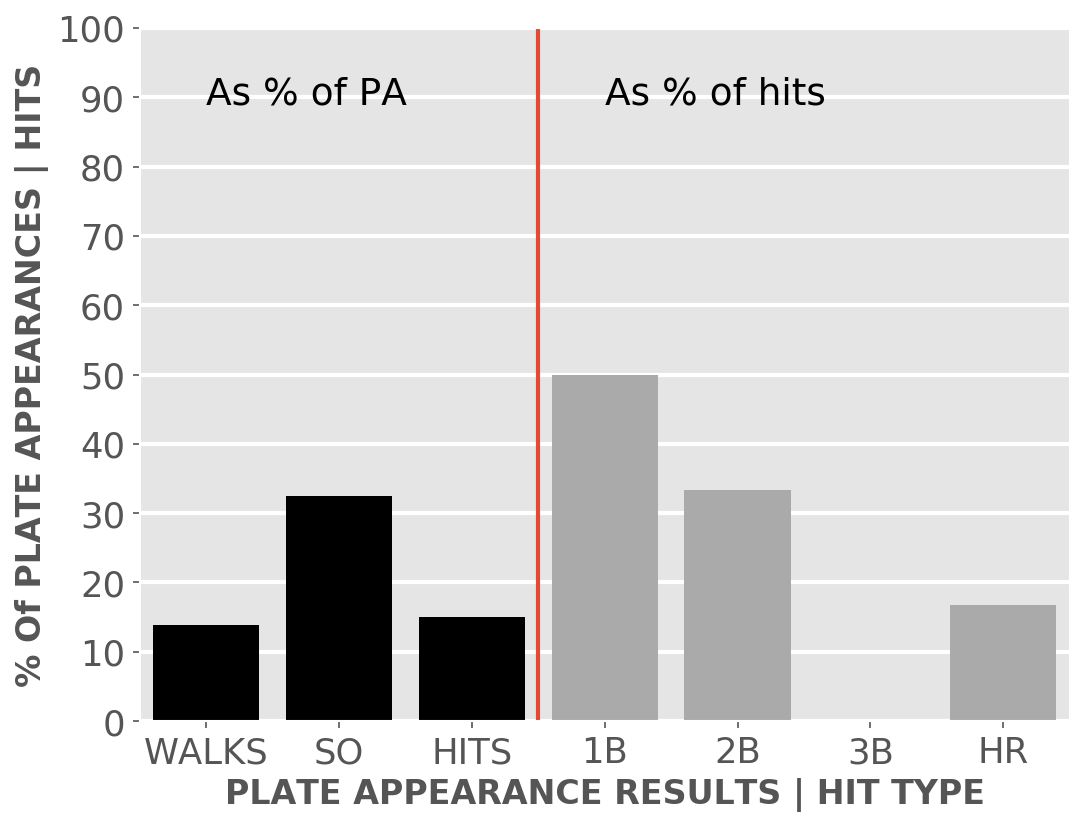 % Of PLATE APPEARANCES | HITS
100
90
80
70
60
50
40
30
20
10
0
As % of PA
As % of hits
WALKS SO HITS 1B 2B 3B HR
PLATE APPEARANCE RESULTS | HIT TYPE